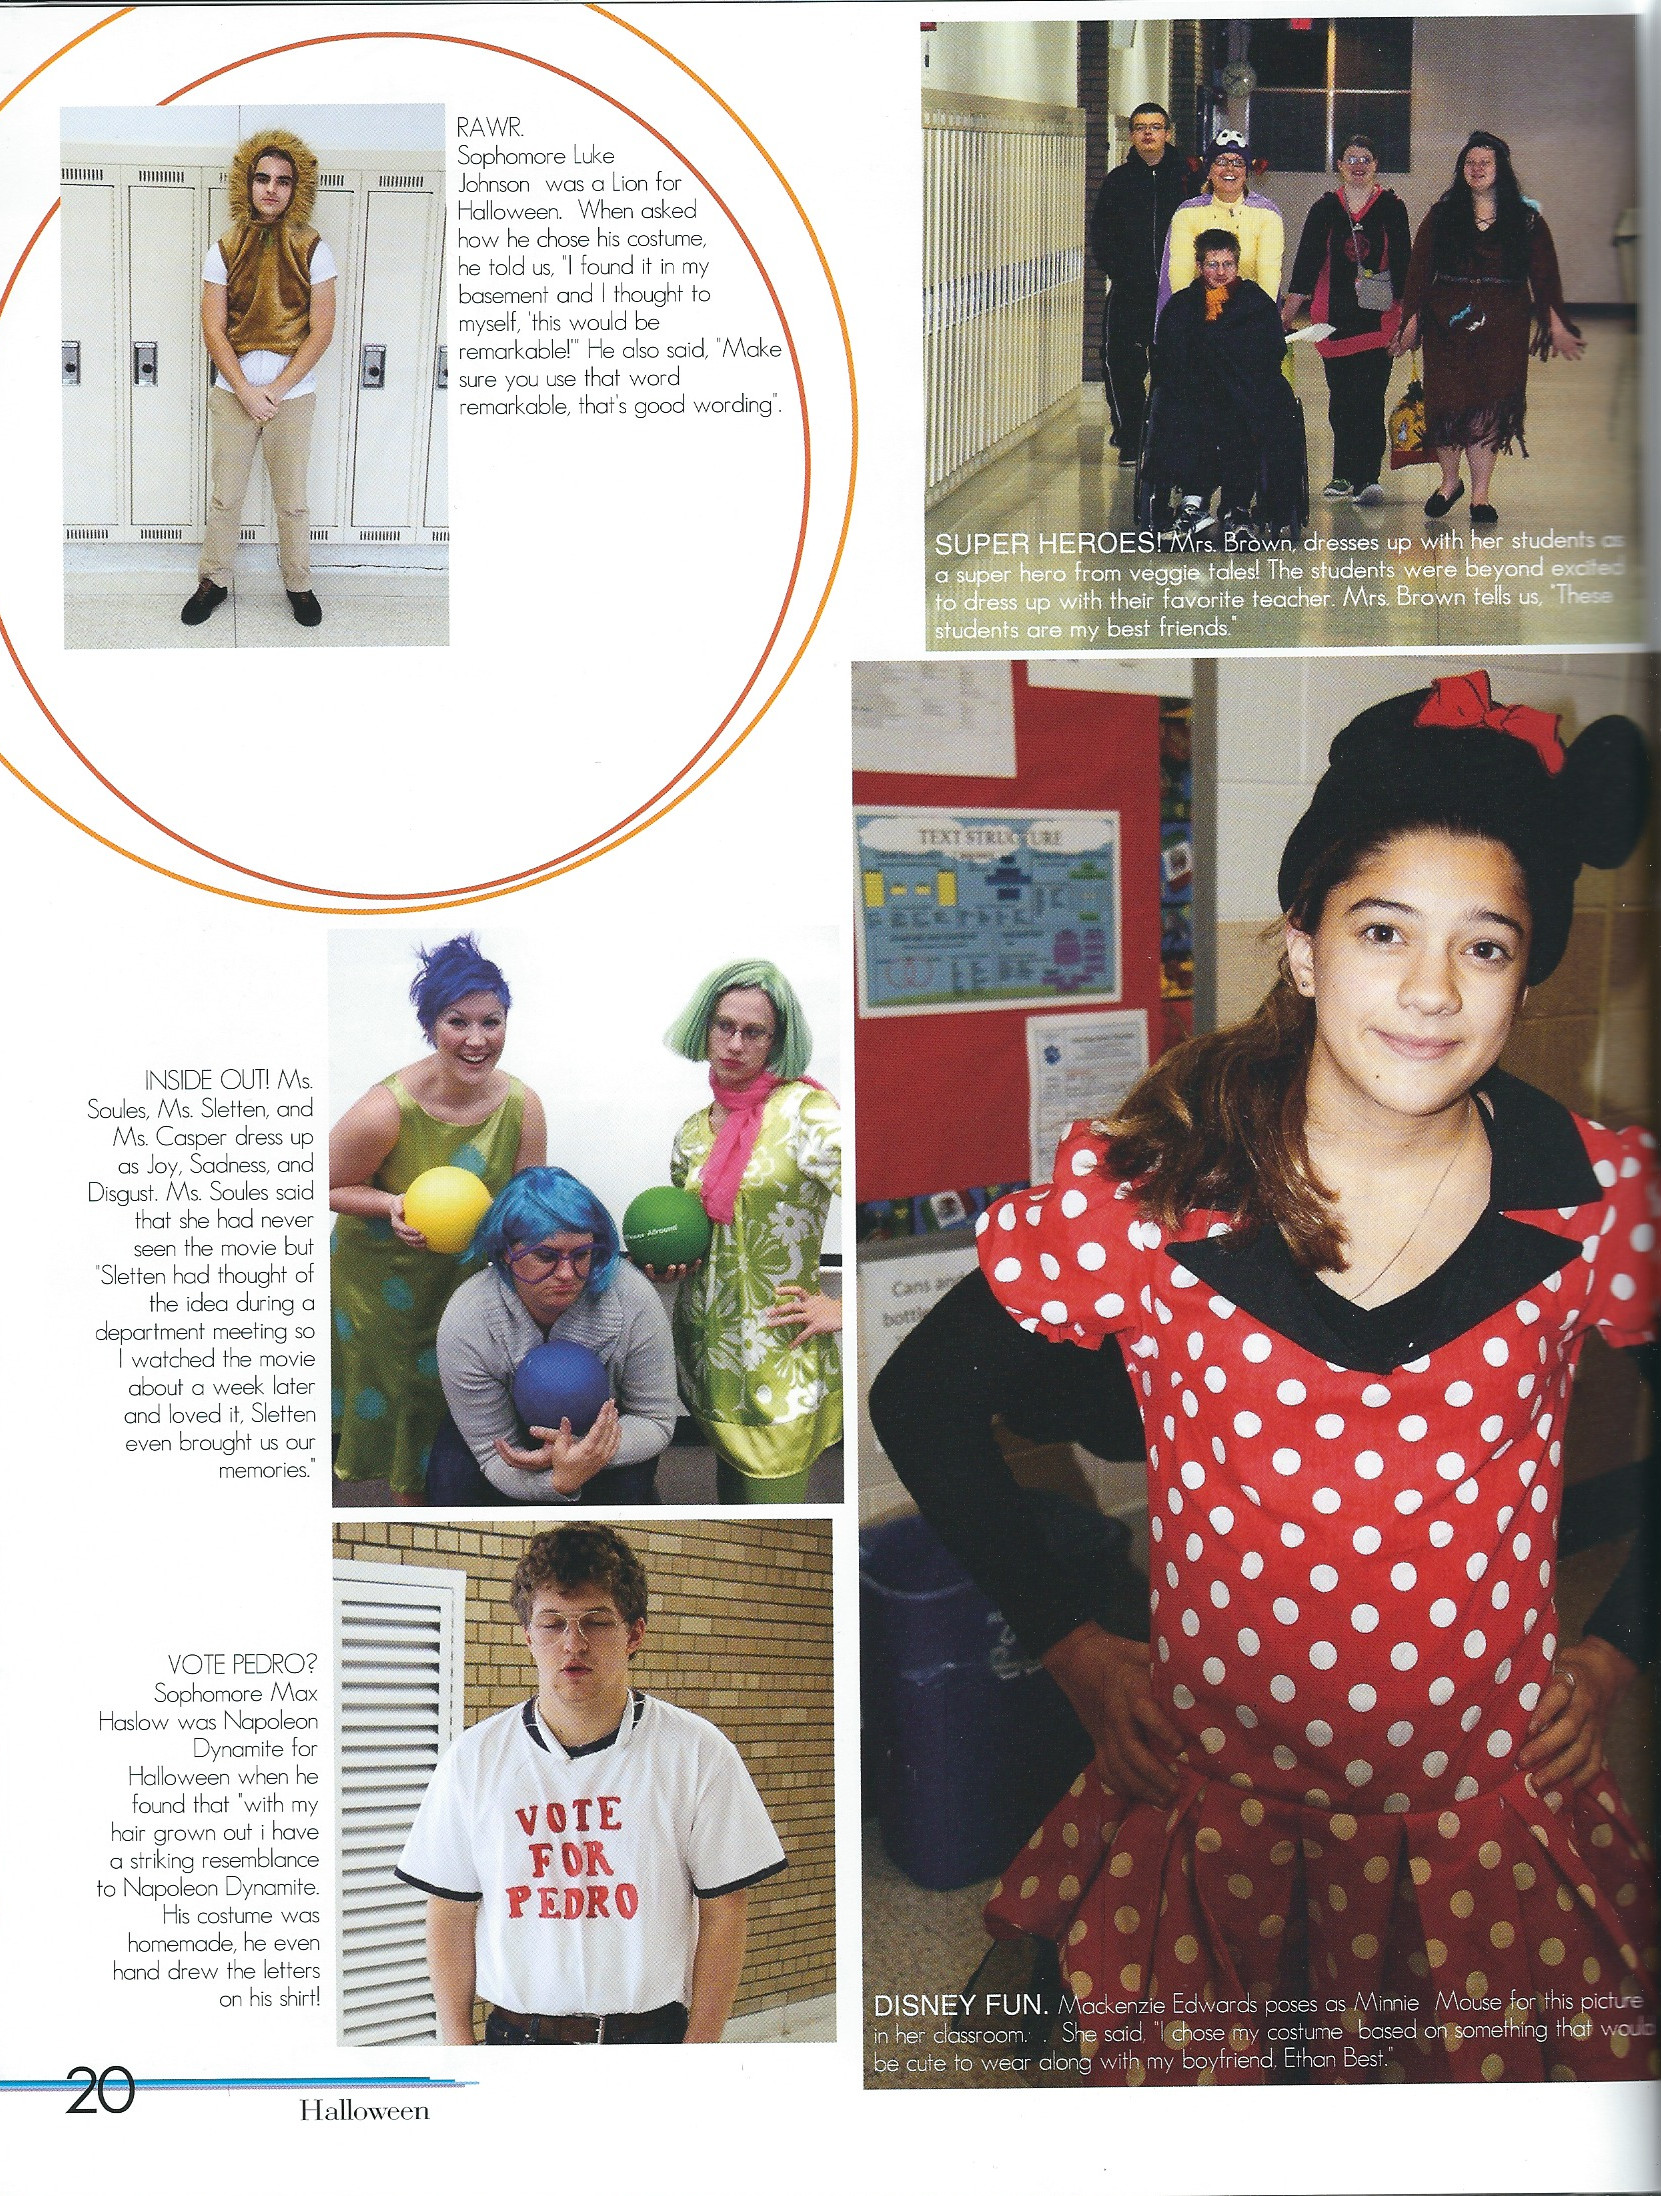 RAWR.
Sophomore Luke
Johnson was a Lion for
Halloween. When asked
how he chose his costume,
he told us, "I found it in my
basement and I thought to
myself, 'this would be
remarkable!'" He also said, "Make
sure you use that word
remarkable, that's good wording".
SUPER HEROES! Mrs. Brown, dresses up with her students as
a super hero from veggie tales! The students were beyond excited
to dress up with their favorite teacher. Mrs. Brown tells us, "These
students are my best friends."
INSIDE OUT! Ms.
Soules, Ms. Sletten, and
Ms. Casper dress up
as Joy, Sadness, and
Disgust. Ms. Soules said
that she had never
seen the movie but
"Sletten had thought of
the idea during a
department meeting so
I watched the movie
about a week later
and loved it, Sletten
even brought us our
memories."
TEXT STRUCTURE
Cans and
VOTE PEDRO?
Sophomore Max
Haslow was Napoleon
Dynamite for
Halloween when he
found that "with my
hair grown out i have
a striking resemblance
to Napoleon Dynamite.
His costume was
homemade, he even
hand drew the letters
on his shirt!
VOTE
FOR
PEDRO
DISNEY FUN. Mackenzie Edwards poses as Minnie Mouse for this picture
in her classroom. . She said, "I chose my costume based on something that would
be cute to wear along with my boyfriend, Ethan Best."
20
Halloween